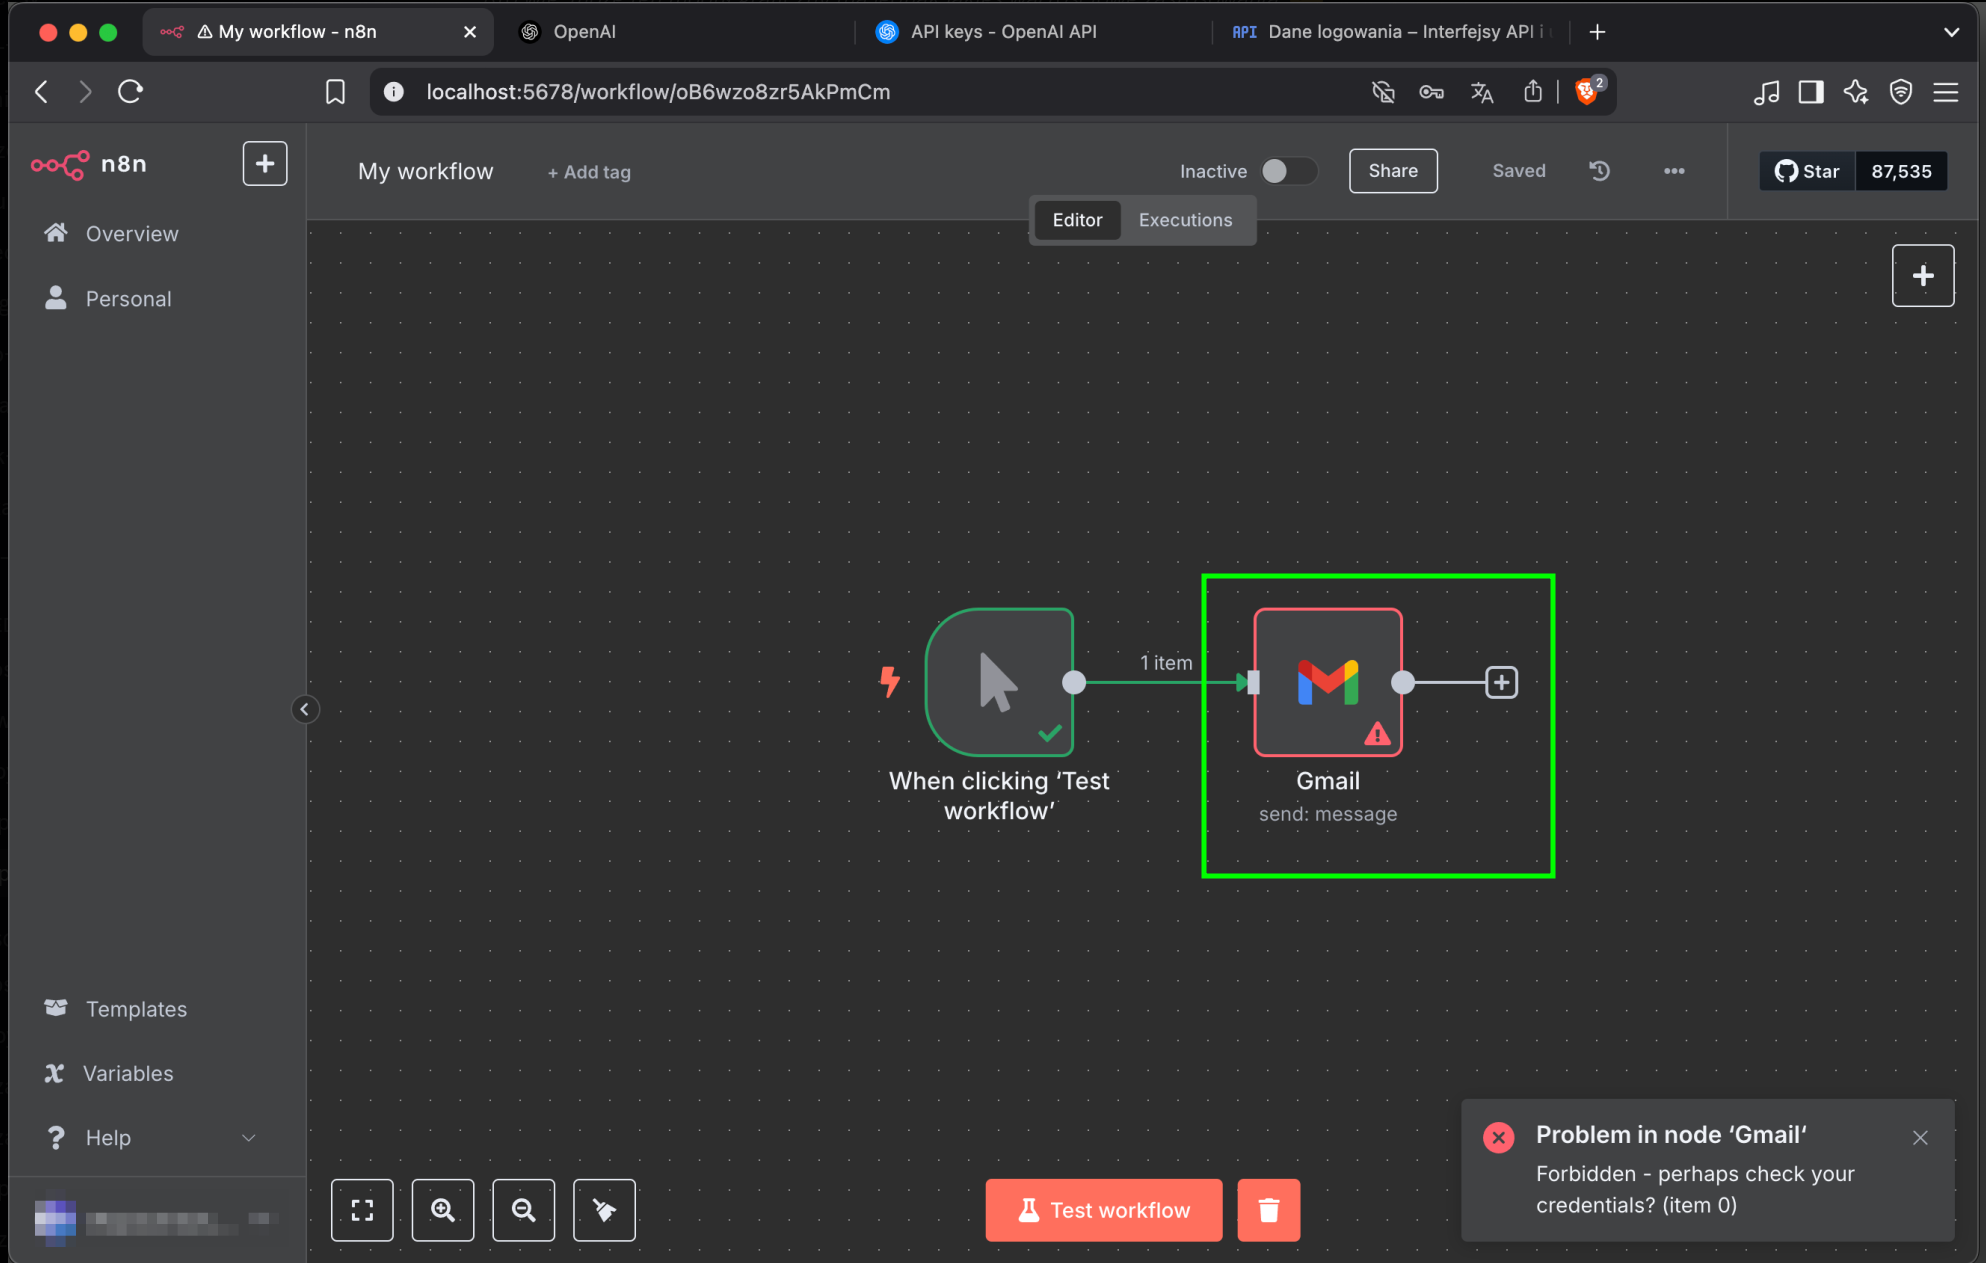 My workflow - n8n
OpenAI
API keys - OpenAI API
API Dane logowania – Interfejsy API i
localhost:5678/workflow/oB6wzo8zr5AkPmCm
2
n8n
My workflow
+ Add tag
Inactive
Share
Saved
Star
87,535
Editor
Executions
Overview
Personal
1 item
When clicking ‘Test
workflow’
Gmail
send: message
Templates
Variables
Help
Test workflow
Problem in node ‘Gmail‘
Forbidden - perhaps check your
credentials? (item 0)